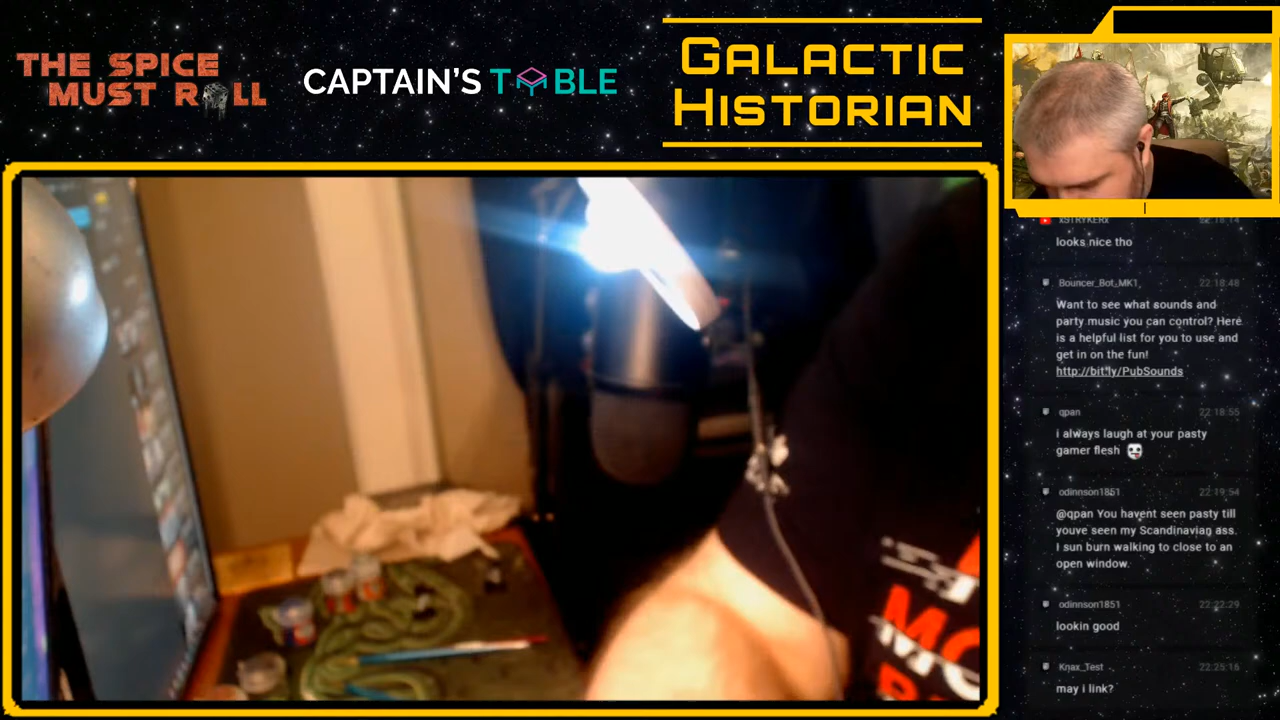 THE SPICE
MUST ROLL
CAPTAIN'S TABLE
GALACTIC
HISTORIAN
xSTRYKERx 22:18:14
looks nice tho
Bouncer_Bot_MK1 22:18:48
Want to see what sounds and
party music you can control? Here
is a helpful list for you to use and
get in on the fun!
http://bit.ly/PubSounds
qpan 22:18:55
i always laugh at your pasty
gamer flesh
odinnson1851 22:19:54
@qpan You havent seen pasty till
youve seen my Scandinavian ass.
I sun burn walking to close to an
open window.
odinnson1851 22:22:29
lookin good
Knax_Test 22:25:16
may i link?